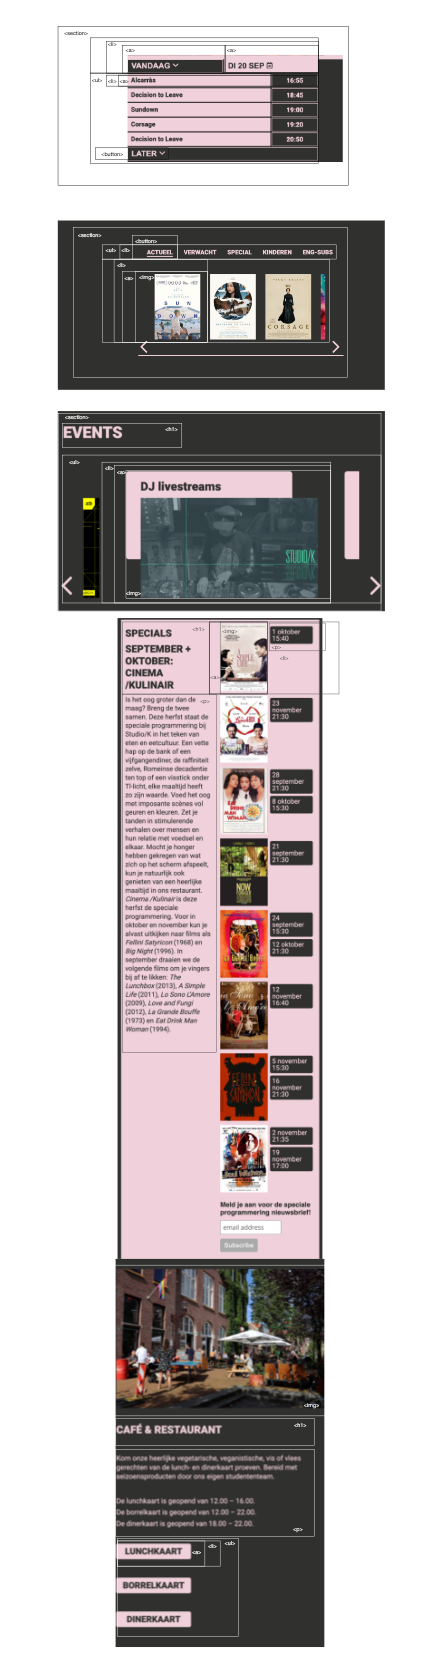 <section>
<li>
<a>
<a>
VANDAAG
DI 20 SEP
<ul>
<li>
<a>
Alcarràs 16:55
Decision to Leave 18:45
Sundown 19:00
Corsage 19:20
Decision to Leave 20:50
<button>
LATER
<section>
<button>
<ul>
<li>
ACTUEEL VERWACHT SPECIAL KINDEREN ENG-SUBS
<li>
<a>
<img>
SUN
DOWN
CORSAGE
<section>
EVENTS
<h1>
<ul>
<li>
<a>
DJ livestreams
STUDIO/K
<img>
SPECIALS
<h1>
<img>
1 oktober
15:40
<p>
SEPTEMBER +
OKTOBER:
CINEMA
/KULINAIR
<li>
<a>
<p>
Is het oog groter dan de
maag? Breng de twee
samen. Deze herfst staat de
speciale programmering bij
Studio/K in het teken van
eten en eetcultuur. Een vette
hap op de bank of een
vijfgangendiner, de raffiniteit
zelve, Romeinse decadentie
ten top of een viastick onder
Tl-licht, elke maaltijd heeft
zo zijn waarde. Voed het oog
met imposante scènes vol
geuren en kleuren. Zet je
tanden in stimulerende
verhalen over mensen en
hun relatie met voedsel en
elkaar. Mocht je honger
hebben gekregen van wat
zich op het scherm afspeelt,
kun je natuurlijk ook
genieten van een heerlijke
maaltijd in ons restaurant.
Cinema /Kulinair is deze
herfst de speciale
programmering. Voor in
oktober en november kun je
alvast uitkijken naar films als
Fellini Satyricon (1968) en
Big Night (1996). In
september draaien we de
volgende films om je vingers
bij af te likken: The
Lunchbox (2013), A Simple
Life (2011), Lo Sono L'Amore
(2009), Love and Fungi
(2012), La Grande Bouffe
(1973) en Eat Drink Man
Woman (1994).
23
november
21:30
28
september
21:30
8 oktober
15:30
21
september
21:30
24
september
15:30
12 oktober
21:30
12
november
16:40
5 november
15:30
16
november
21:30
2 november
21:35
19
november
17:00
Meld je aan voor de speciale
programmering nieuwsbrief!
email address
Subscribe
<img>
CAFÉ & RESTAURANT
<h1>
Kom onze heerlijke vegetarische, veganistische, vis of vlees
gerechten van de lunch- en dinerkaart proeven. Bereid met
seizoensproducten door ons eigen studententeam.
De lunchkaart is geopend van 12.00 – 16.00.
De borrelkaart is geopend van 12.00 – 22.00.
De dinerkaart is geopend van 18.00 – 22.00.
<p>
LUNCHKAART
<a>
<li>
<ul>
BORRELKAART
DINERKAART